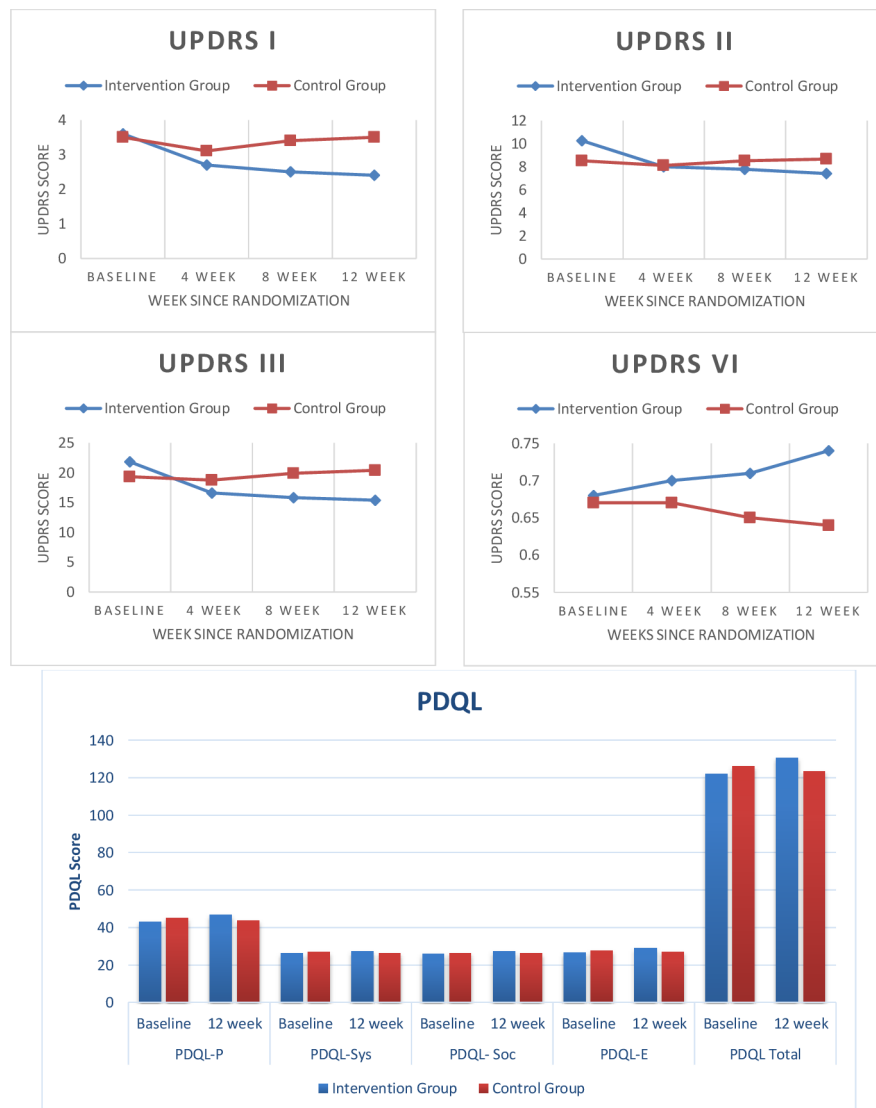 UPDRS I
Intervention Group Control Group
4
3
2
1
0
UPDRS SCORE
BASELINE 4 WEEK 8 WEEK 12 WEEK
WEEK SINCE RANDOMIZATION
UPDRS II
Intervention Group Control Group
12
10
8
6
4
2
0
UPDRS SCORE
BASELINE 4 WEEK 8 WEEK 12 WEEK
WEEK SINCE RANDOMIZATION
UPDRS III
Intervention Group Control Group
25
20
15
10
5
0
UPDRS SCORE
BASELINE 4 WEEK 8 WEEK 12 WEEK
WEEK SINCE RANDOMIZATION
UPDRS VI
Intervention Group Control Group
0.75
0.7
0.65
0.6
0.55
UPDRS SCORE
BASELINE 4 WEEK 8 WEEK 12 WEEK
WEEKS SINCE RANDOMIZATION
PDQL
140
120
100
80
60
40
20
0
PDQL Score
Baseline 12 week Baseline 12 week Baseline 12 week Baseline 12 week Baseline 12 week
PDQL-P PDQL-Sys PDQL- Soc PDQL-E PDQL Total
Intervention Group Control Group